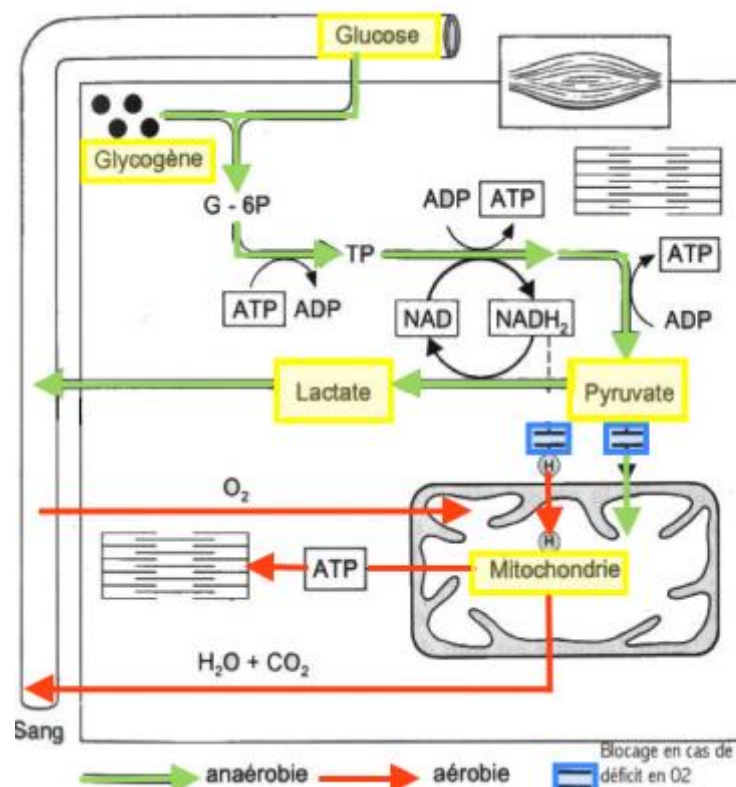 Glucose
Glycogène
G - 6P
ADP ATP
TP
ATP
ATP ADP
NAD NADH₂
ADP
Lactate
Pyruvate
H
O₂
H
ATP
Mitochondrie
H₂O + CO₂
Sang
anaérobie
aérobie
Blocage en cas de
déficit en O2